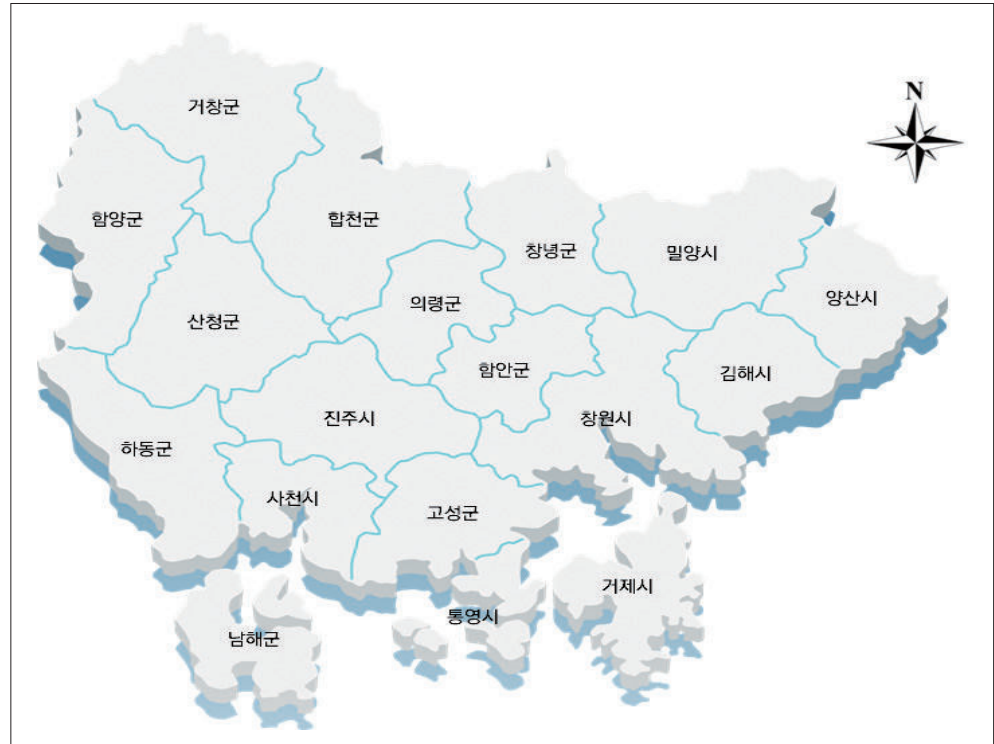 N
거창군
함양군
합천군
창녕군
밀양시
양산시
의령군
산청군
함안군
김해시
진주시
창원시
하동군
사천시
고성군
거제시
통영시
남해군